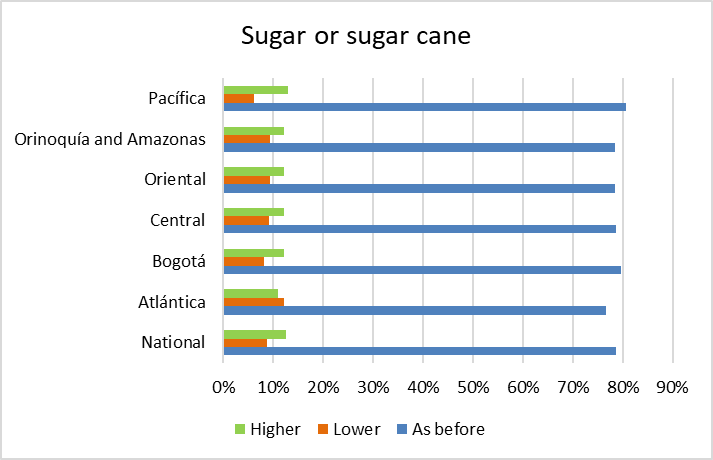 Sugar or sugar cane
Pacífica
Orinoquía and Amazonas
Oriental
Central
Bogotá
Atlántica
National
0% 10% 20% 30% 40% 50% 60% 70% 80% 90%
Higher Lower As before